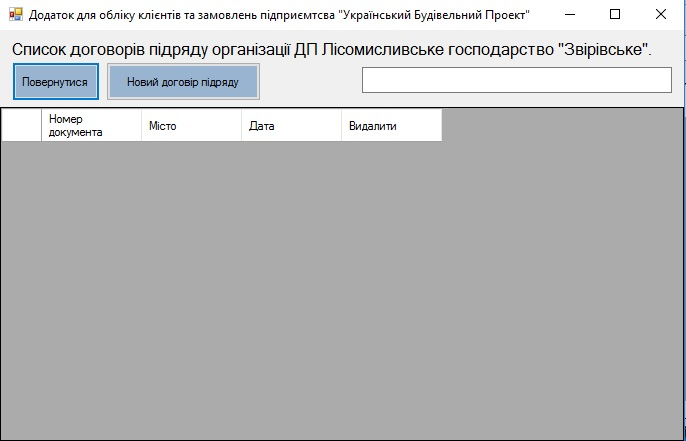 Додаток для обліку клієнтів та замовлень підприємтсва "Український Будівельний Проект"
Список договорів підряду організації ДП Лісомисливське господарство "Звірівське".
Повернутися
Новий договір підряду
Номер
документа
Місто
Дата
Видалити